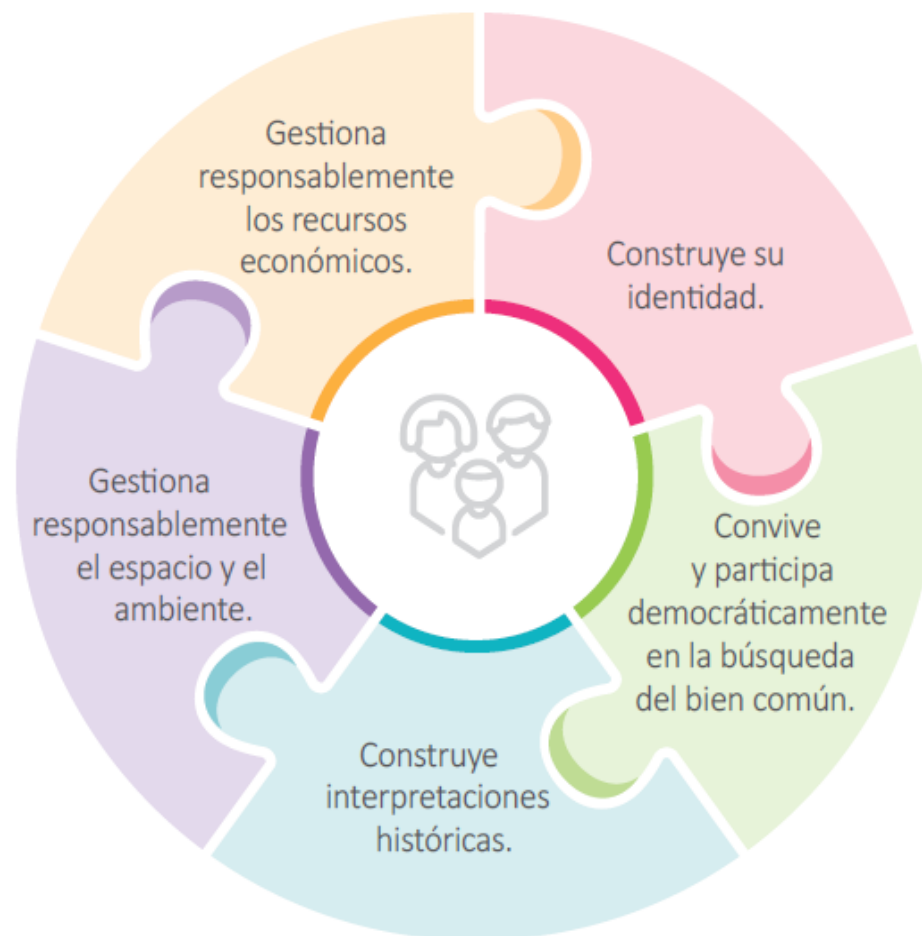 Gestiona
responsablemente
los recursos
económicos.
Construye su
identidad.
Convive
y participa
democráticamente
en la búsqueda
del bien común.
Construye
interpretaciones
históricas.
Gestiona
responsablemente
el espacio y el
ambiente.